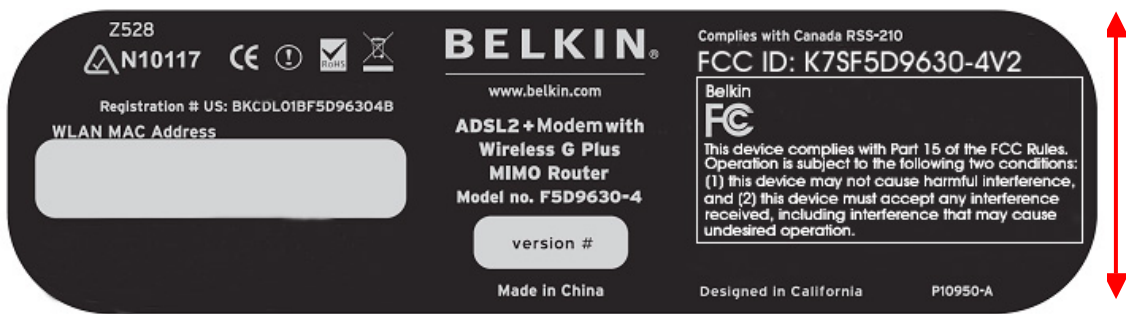 Z528
N10117
RoHS
Registration # US: BKCDL01BF5D96304B
WLAN MAC Address
BELKIN®
www.belkin.com
ADSL2+Modem with
Wireless G Plus
MIMO Router
Model no. F5D9630-4
version #
Made in China
Complies with Canada RSS-210
FCC ID: K7SF5D9630-4V2
Belkin
FC
This device complies with Part 15 of the FCC Rules.
Operation is subject to the following two conditions:
(1) this device may not cause harmful interference,
and (2) this device must accept any interference
received, including interference that may cause
undesired operation.
Designed in California
P10950-A